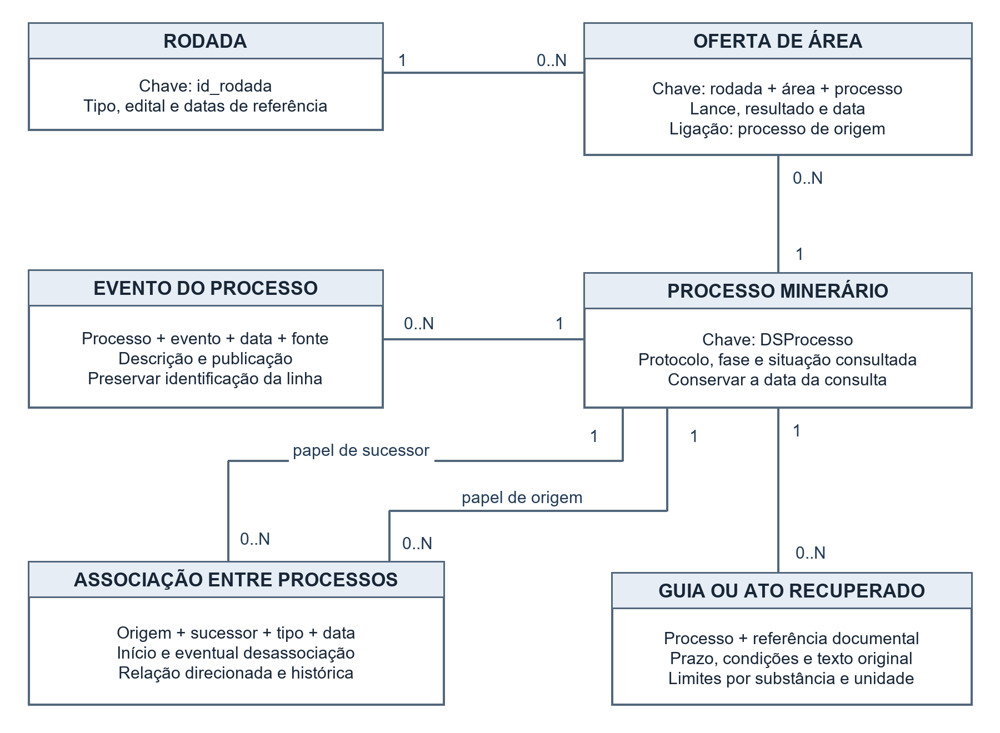 RODADA
Chave: id_rodada
Tipo, edital e datas de referência
1
0..N
OFERTA DE ÁREA
Chave: rodada + área + processo
Lance, resultado e data
Ligação: processo de origem
0..N
1
EVENTO DO PROCESSO
Processo + evento + data + fonte
Descrição e publicação
Preservar identificação da linha
0..N
1
PROCESSO MINERÁRIO
Chave: DSProcesso
Protocolo, fase e situação consultada
Conservar a data da consulta
1
1
1
papel de sucessor
papel de origem
0..N
0..N
0..N
ASSOCIAÇÃO ENTRE PROCESSOS
Origem + sucessor + tipo + data
Início e eventual desassociação
Relação direcionada e histórica
GUIA OU ATO RECUPERADO
Processo + referência documental
Prazo, condições e texto original
Limites por substância e unidade